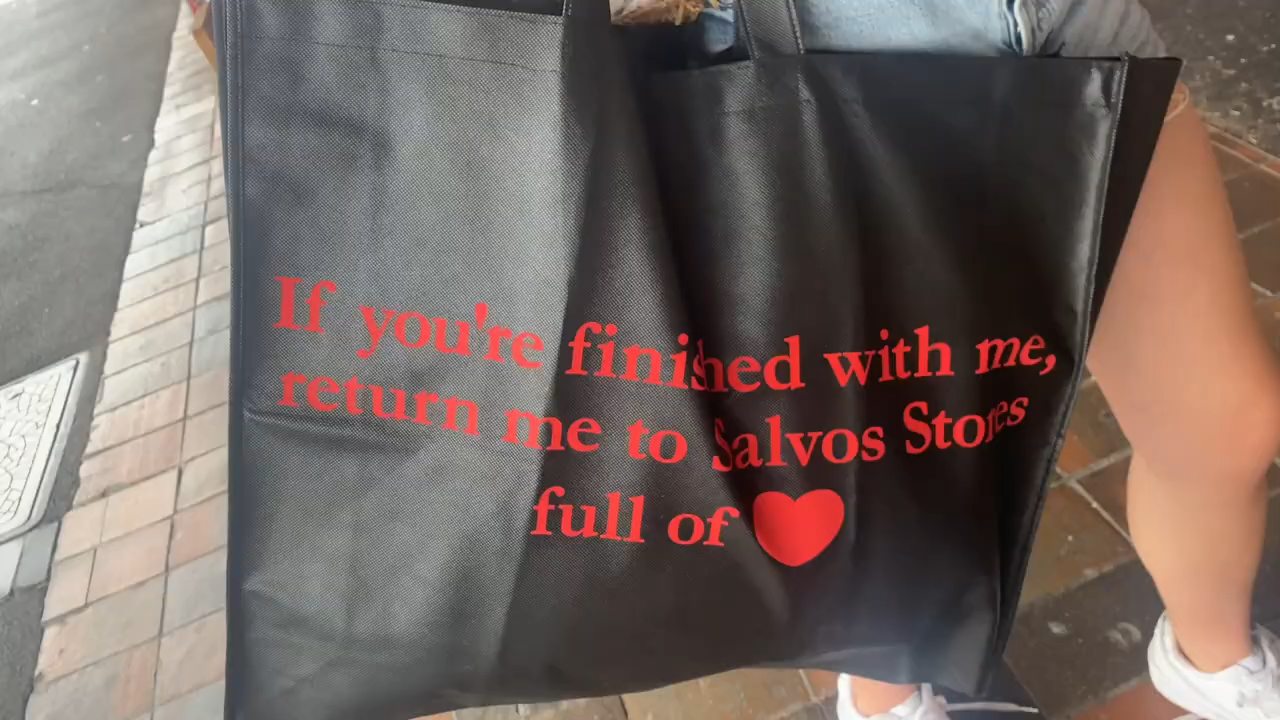 If you're finished with me,
return me to Salvos Stores
full of ❤